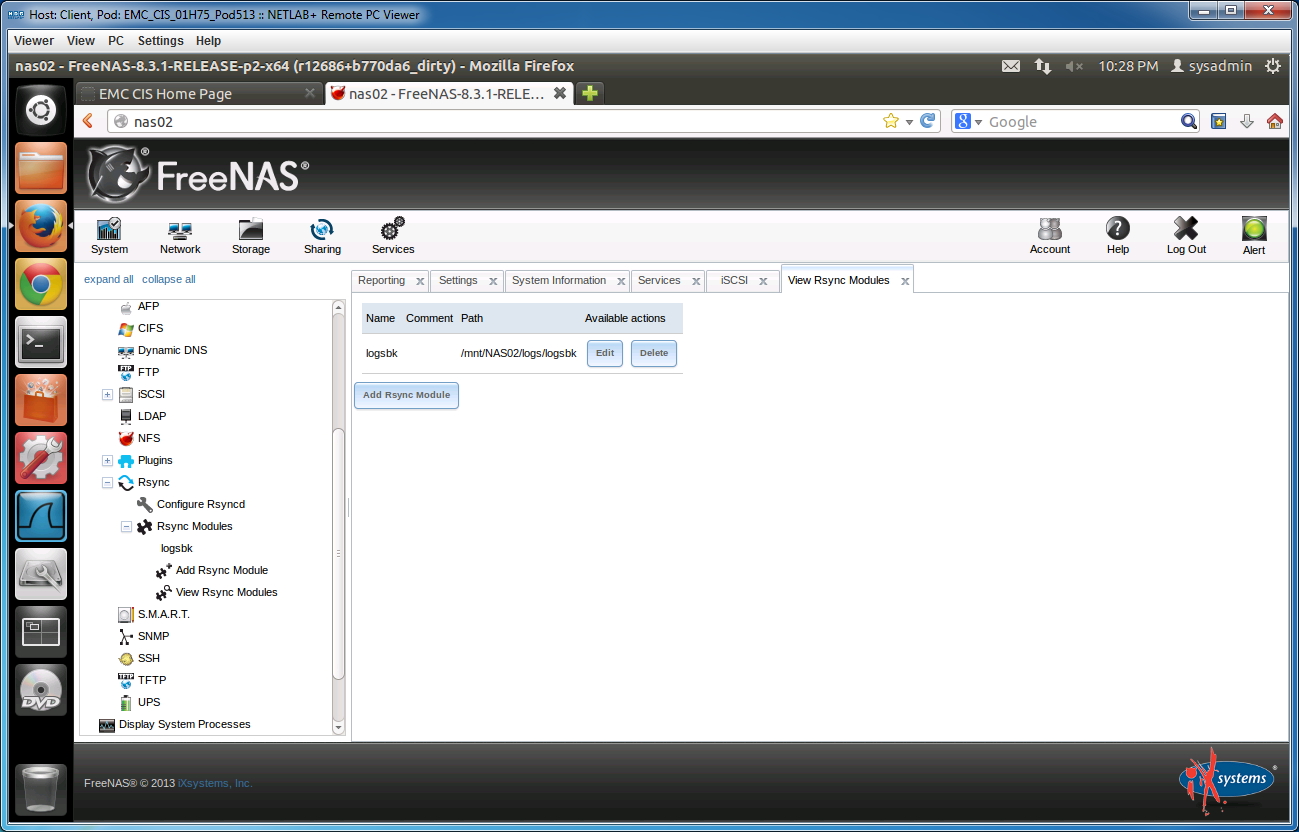 Host: Client, Pod: EMC_CIS_01H75_Pod513 :: NETLAB+ Remote PC Viewer
Viewer View PC Settings Help
nas02 - FreeNAS-8.3.1-RELEASE-p2-x64 (r12686+b770da6_dirty) - Mozilla Firefox 10:28 PM sysadmin
EMC CIS Home Page nas02 - FreeNAS-8.3.1-RELE...
nas02 Google
FreeNAS®
System Network Storage Sharing Services Account Help Log Out Alert
expand all collapse all
Reporting x Settings x System Information x Services x iSCSI x View Rsync Modules x
AFP
CIFS
Dynamic DNS
FTP
iSCSI
LDAP
NFS
Plugins
Rsync
Configure Rsyncd
Rsync Modules
logsbk
Add Rsync Module
View Rsync Modules
S.M.A.R.T.
SNMP
SSH
TFTP
UPS
Display System Processes
Name Comment Path Available actions
logsbk /mnt/NAS02/logs/logsbk Edit Delete
Add Rsync Module
FreeNAS® © 2013 iXsystems, Inc.
iXsystems®
DVD